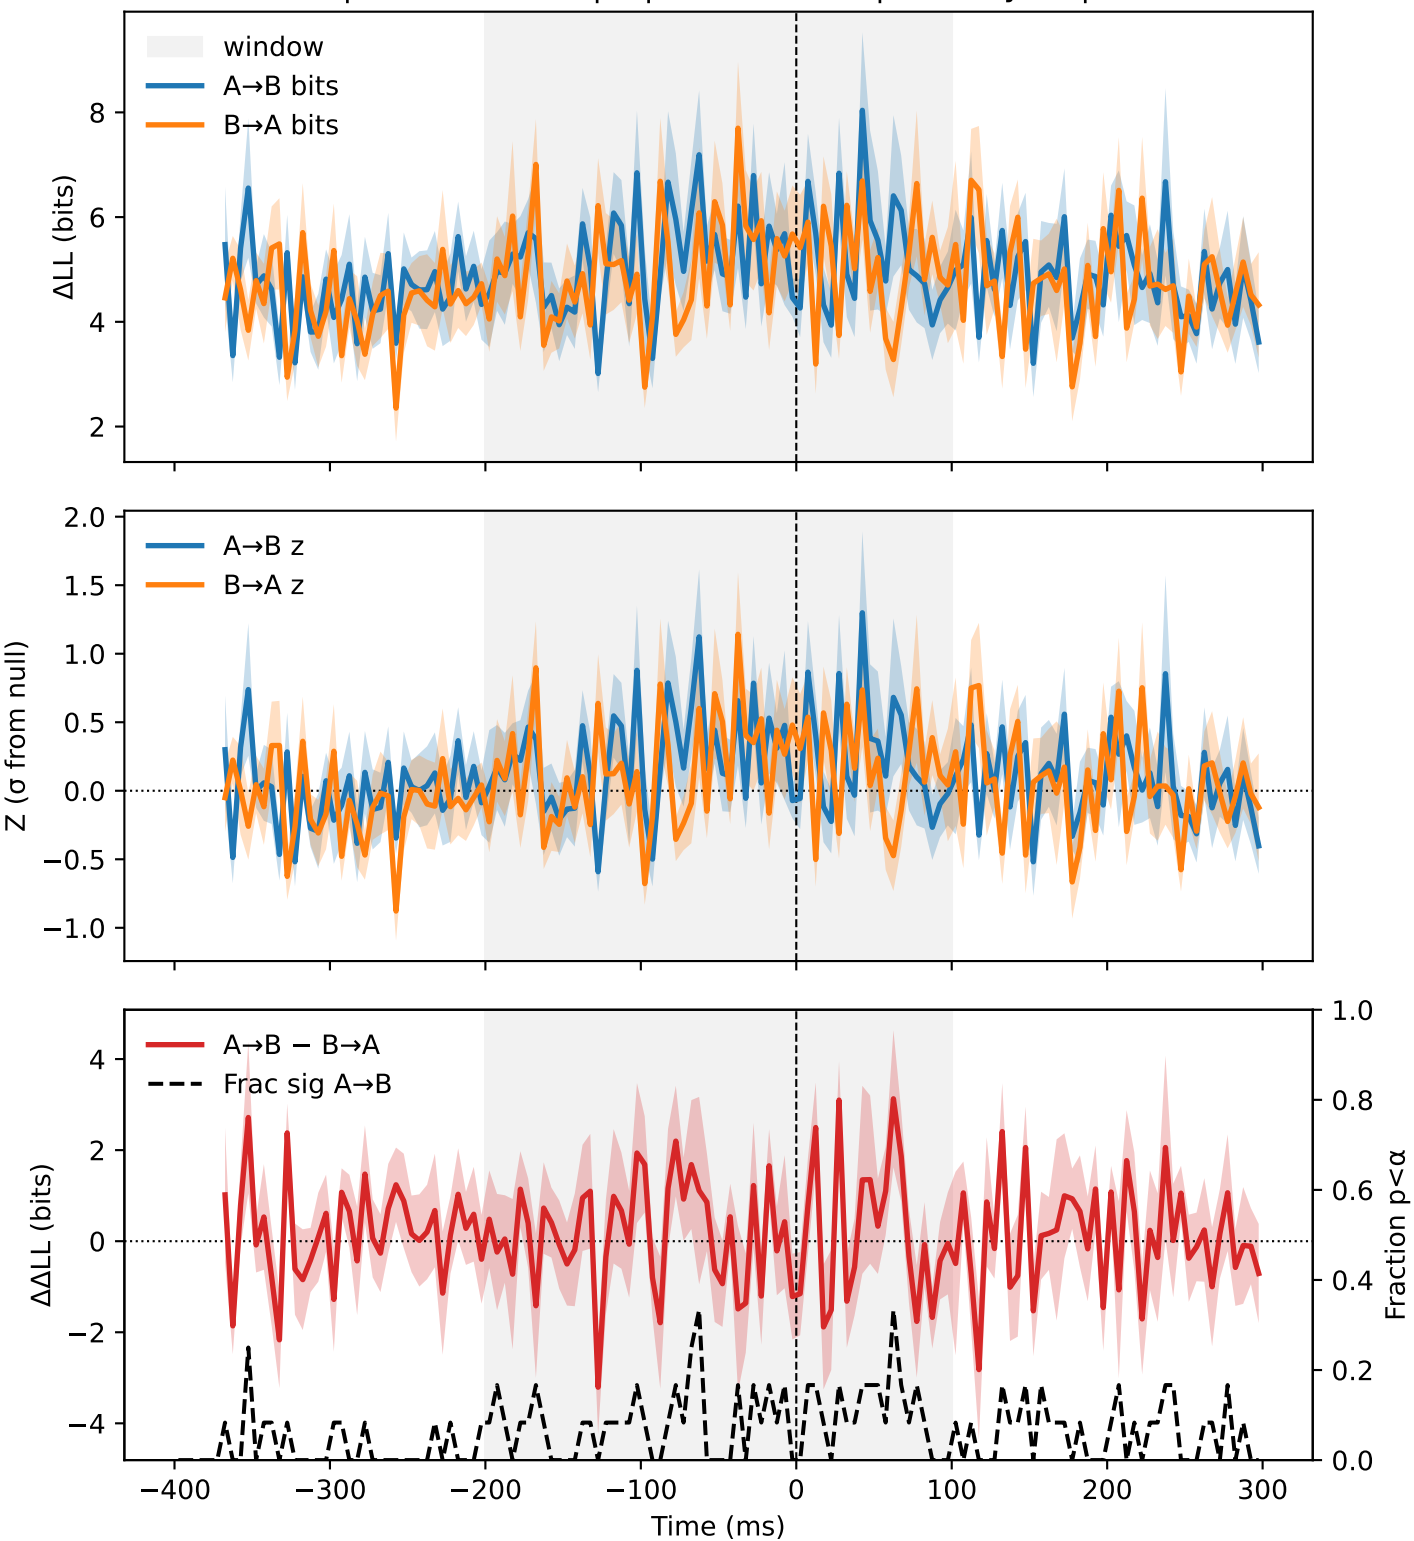 window
A→B bits
B→A bits
ΔLL (bits)
8
6
4
2
A→B z
B→A z
Z (σ from null)
2.0
1.5
1.0
0.5
0.0
−0.5
−1.0
A→B − B→A
Frac sig A→B
ΔΔLL (bits)
4
2
0
−2
−4
1.0
0.8
0.6
0.4
0.2
0.0
Fraction p<α
−400 −300 −200 −100 0 100 200 300
Time (ms)